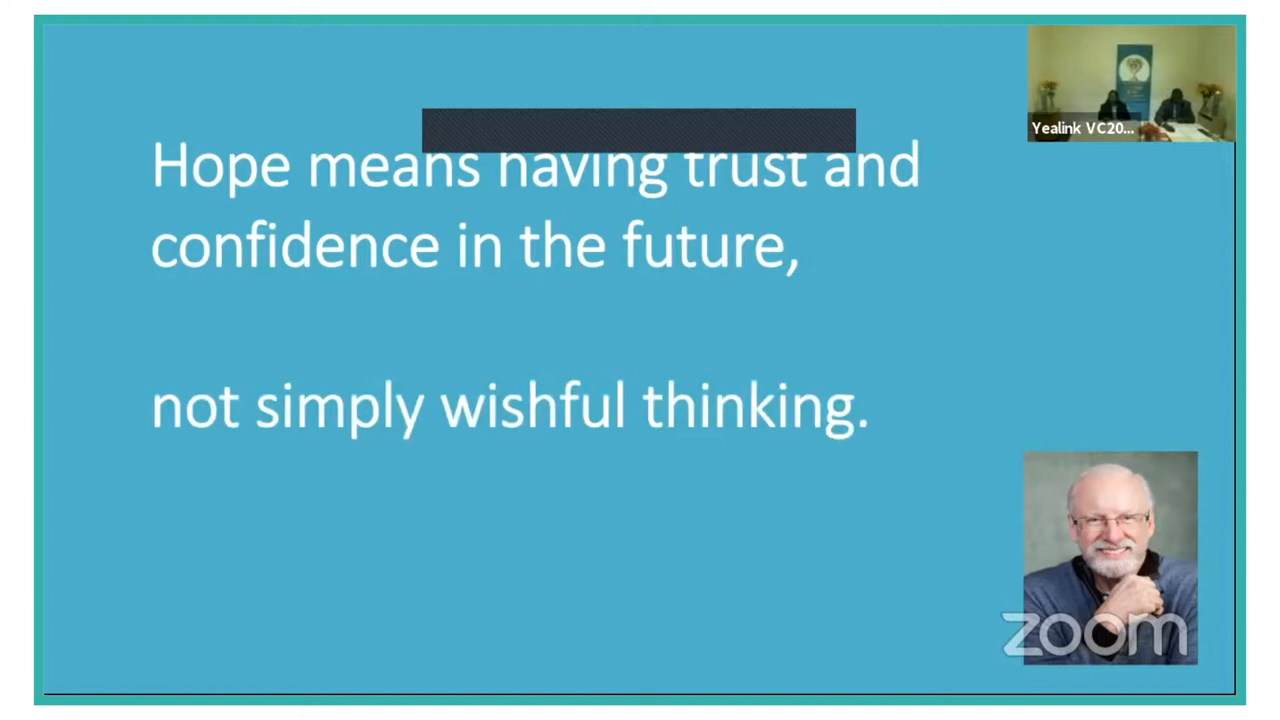 Hope means having trust and
confidence in the future,
not simply wishful thinking.
Yealink VC20...
zoom